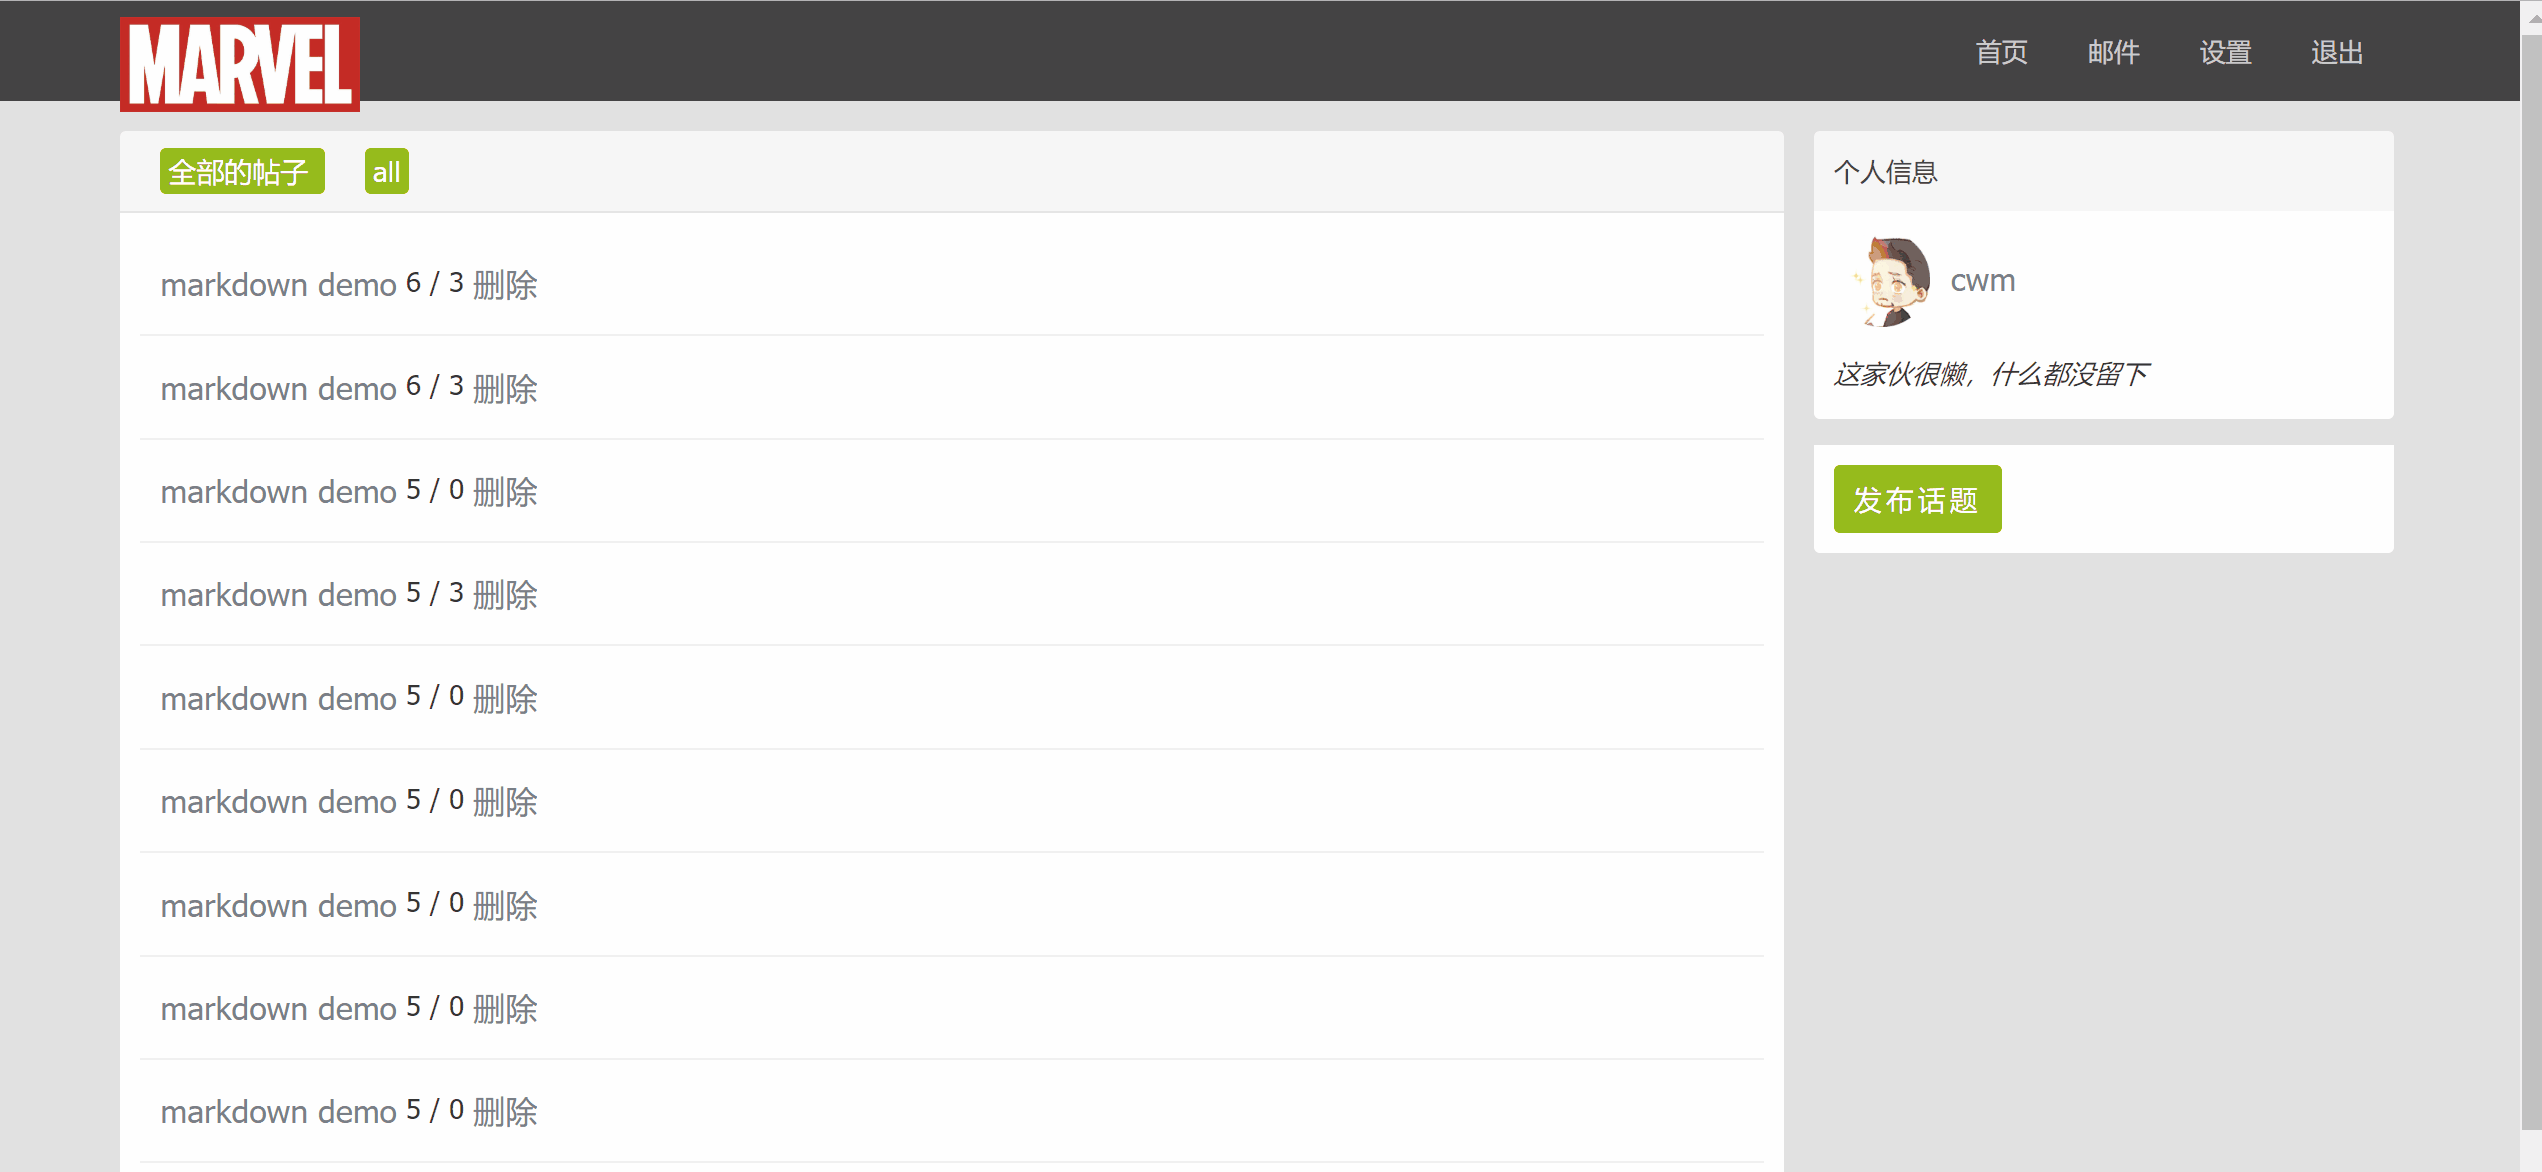 MARVEL
首页 邮件 设置 退出
全部的帖子 all
markdown demo 6 / 3 删除
markdown demo 6 / 3 删除
markdown demo 5 / 0 删除
markdown demo 5 / 3 删除
markdown demo 5 / 0 删除
markdown demo 5 / 0 删除
markdown demo 5 / 0 删除
markdown demo 5 / 0 删除
markdown demo 5 / 0 删除
个人信息
cwm
这家伙很懒，什么都没留下
发布话题